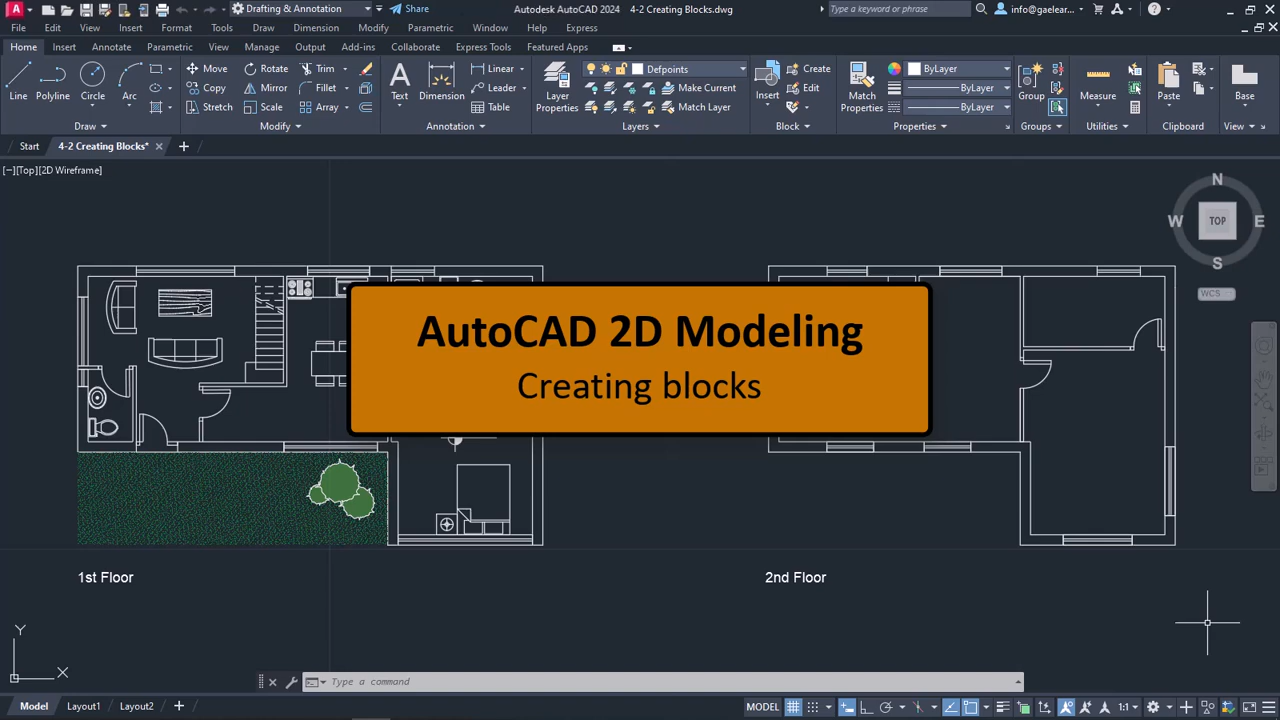 Drafting & Annotation
Share
Autodesk AutoCAD 2024
4-2 Creating Blocks.dwg
Type a keyword or phrase
info@gaelear...
File
Edit
View
Insert
Format
Tools
Draw
Dimension
Modify
Parametric
Window
Help
Express
Home
Insert
Annotate
Parametric
View
Manage
Output
Add-ins
Collaborate
Express Tools
Featured Apps
Line
Polyline
Circle
Arc
Move
Rotate
Trim
Copy
Mirror
Fillet
Stretch
Scale
Array
Text
Dimension
Linear
Leader
Table
Layer
Properties
Defpoints
Make Current
Match Layer
Insert
Create
Edit
Match
Properties
ByLayer
ByLayer
ByLayer
Group
Measure
Paste
Base
Draw
Modify
Annotation
Layers
Block
Properties
Groups
Utilities
Clipboard
View
Start
4-2 Creating Blocks*
[−][Top][2D Wireframe]
N
W
TOP
E
S
WCS
AutoCAD 2D Modeling
Creating blocks
1st Floor
2nd Floor
Y
X
Type a command
Model
Layout1
Layout2
MODEL
1:1